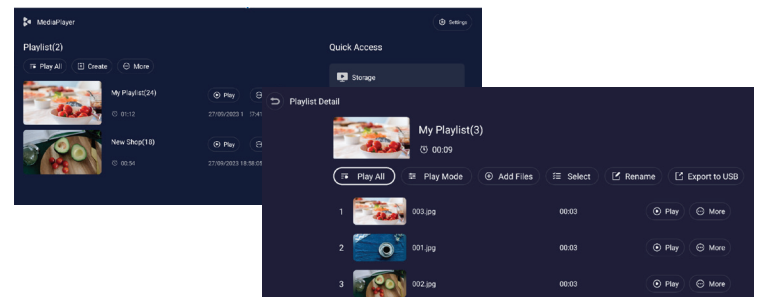 MediaPlayer
Settings
Playlist(2)
Quick Access
Play All Create More
Storage
My Playlist(24)
Play
01:12
27/09/2023 1
New Shop(18)
Play
00:54
27/09/2023 18:58:05
Playlist Detail
My Playlist(3)
00:09
Play All Play Mode Add Files Select Rename Export to USB
1 003.jpg 00:03 Play More
2 001.jpg 00:03 Play More
3 002.jpg 00:03 Play More